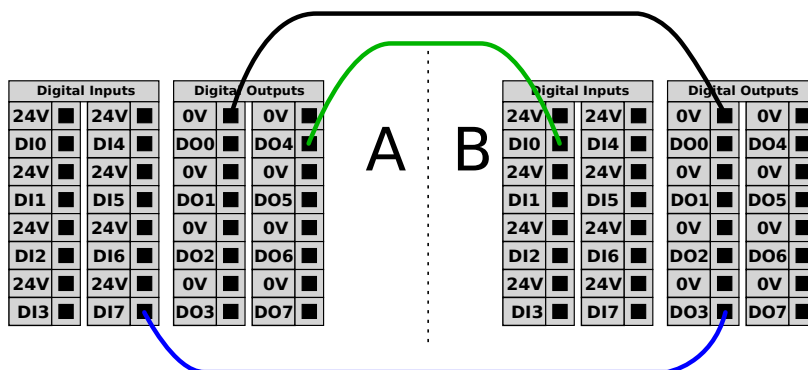 Digital Inputs Digital Outputs Digital Inputs Digital Outputs
24V 24V 0V 0V 24V 24V 0V 0V
DI0 DI4 DO0 DO4 A B DI0 DI4 DO0 DO4
24V 24V 0V 0V 24V 24V 0V 0V
DI1 DI5 DO1 DO5 DI1 DI5 DO1 DO5
24V 24V 0V 0V 24V 24V 0V 0V
DI2 DI6 DO2 DO6 DI2 DI6 DO2 DO6
24V 24V 0V 0V 24V 24V 0V 0V
DI3 DI7 DO3 DO7 DI3 DI7 DO3 DO7